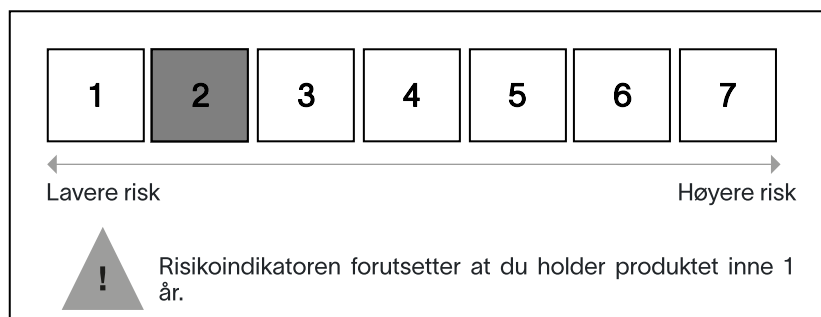 1 2 3 4 5 6 7
Lavere risk Høyere risk
! Risikoindikatoren forutsetter at du holder produktet inne 1
år.